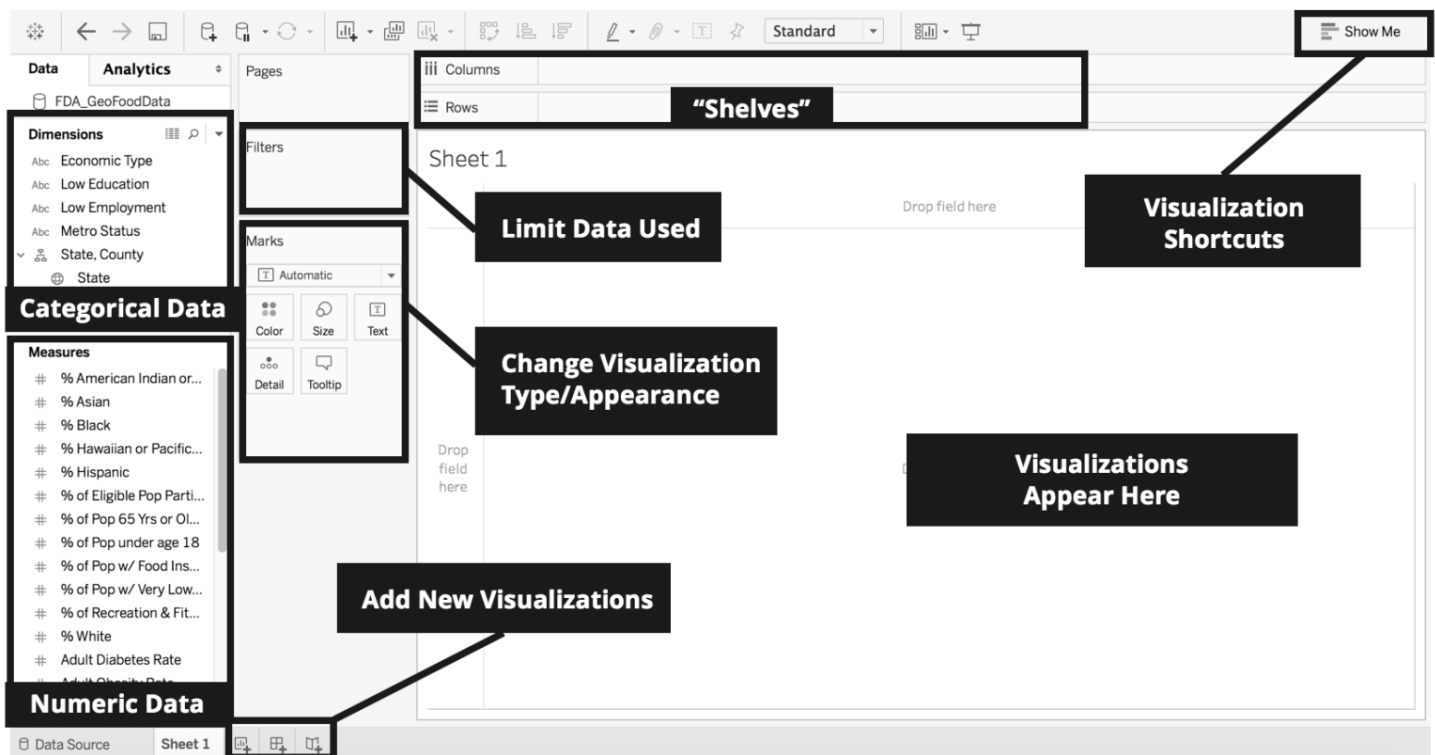 Standard
Show Me
Data
Analytics
FDA_GeoFoodData
Pages
Columns
Rows
"Shelves"
Dimensions
Abc Economic Type
Abc Low Education
Abc Low Employment
Abc Metro Status
State, County
State
Categorical Data
Filters
Limit Data Used
Marks
Automatic
Color
Size
Text
Detail
Tooltip
Change Visualization
Type/Appearance
Sheet 1
Drop field here
Visualization
Shortcuts
Drop
field
here
Visualizations
Appear Here
Measures
# % American Indian or...
# % Asian
# % Black
# % Hawaiian or Pacific...
# % Hispanic
# % of Eligible Pop Parti...
# % of Pop 65 Yrs or Ol...
# % of Pop under age 18
# % of Pop w/ Food Ins...
# % of Pop w/ Very Low...
# % of Recreation & Fit...
# % White
# Adult Diabetes Rate
# Adult Obesity Rate
Numeric Data
Add New Visualizations
Data Source
Sheet 1